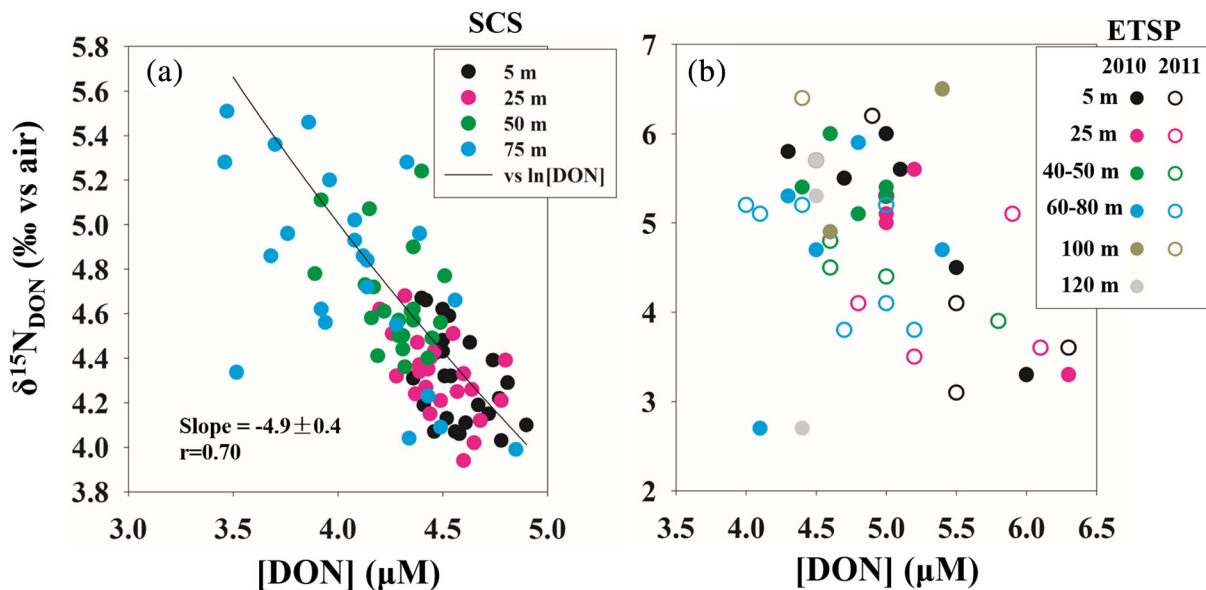 SCS
(a)
5 m
25 m
50 m
75 m
vs ln[DON]
Slope = -4.9±0.4
r=0.70
5.8
5.6
5.4
5.2
5.0
4.8
4.6
4.4
4.2
4.0
3.8
3.0 3.5 4.0 4.5 5.0
δ¹⁵N_DON (‰ vs air)
[DON] (μM)
ETSP
(b)
2010 2011
5 m
25 m
40-50 m
60-80 m
100 m
120 m
7
6
5
4
3
2
4.0 4.5 5.0 5.5 6.0 6.5
[DON] (μM)